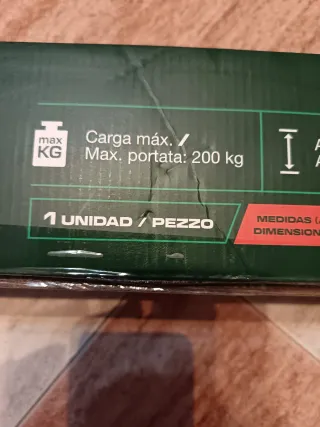 max
KG
Carga máx. /
Max. portata: 200 kg
1 UNIDAD / PEZZO
MEDIDAS
DIMENSION